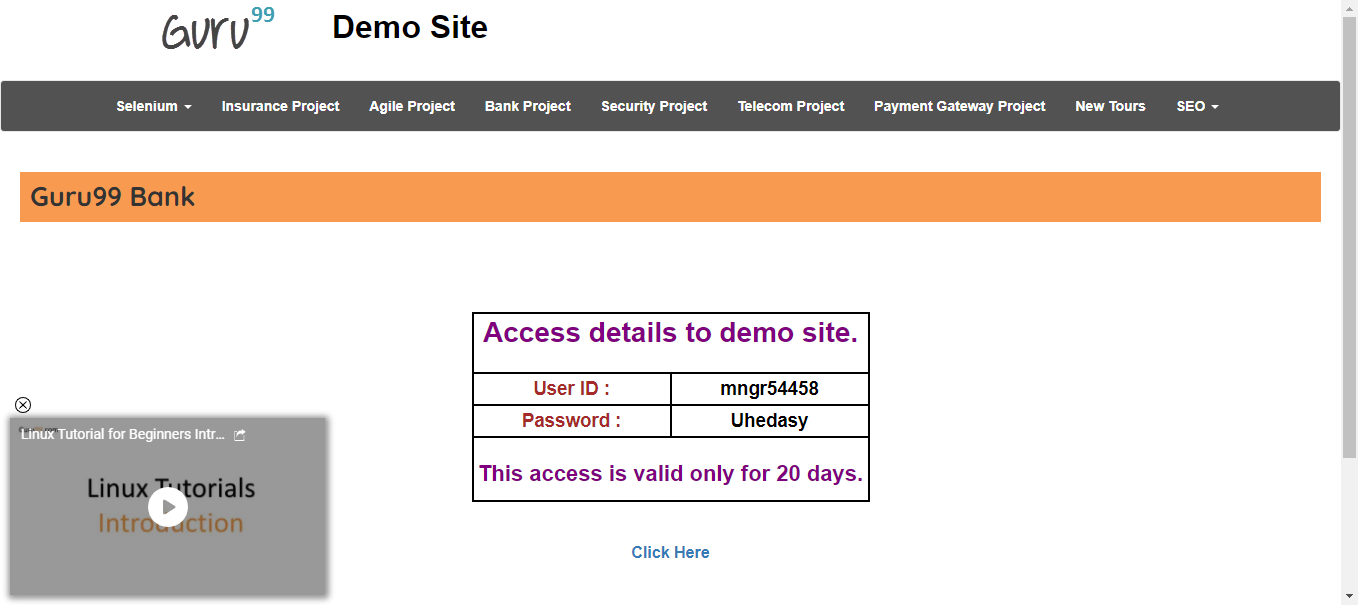 Guru99
Demo Site
Selenium
Insurance Project
Agile Project
Bank Project
Security Project
Telecom Project
Payment Gateway Project
New Tours
SEO
Guru99 Bank
Access details to demo site.
User ID :
mngr54458
Password :
Uhedasy
This access is valid only for 20 days.
Click Here
Linux Tutorial for Beginners Intr...
Linux Tutorials
Introduction